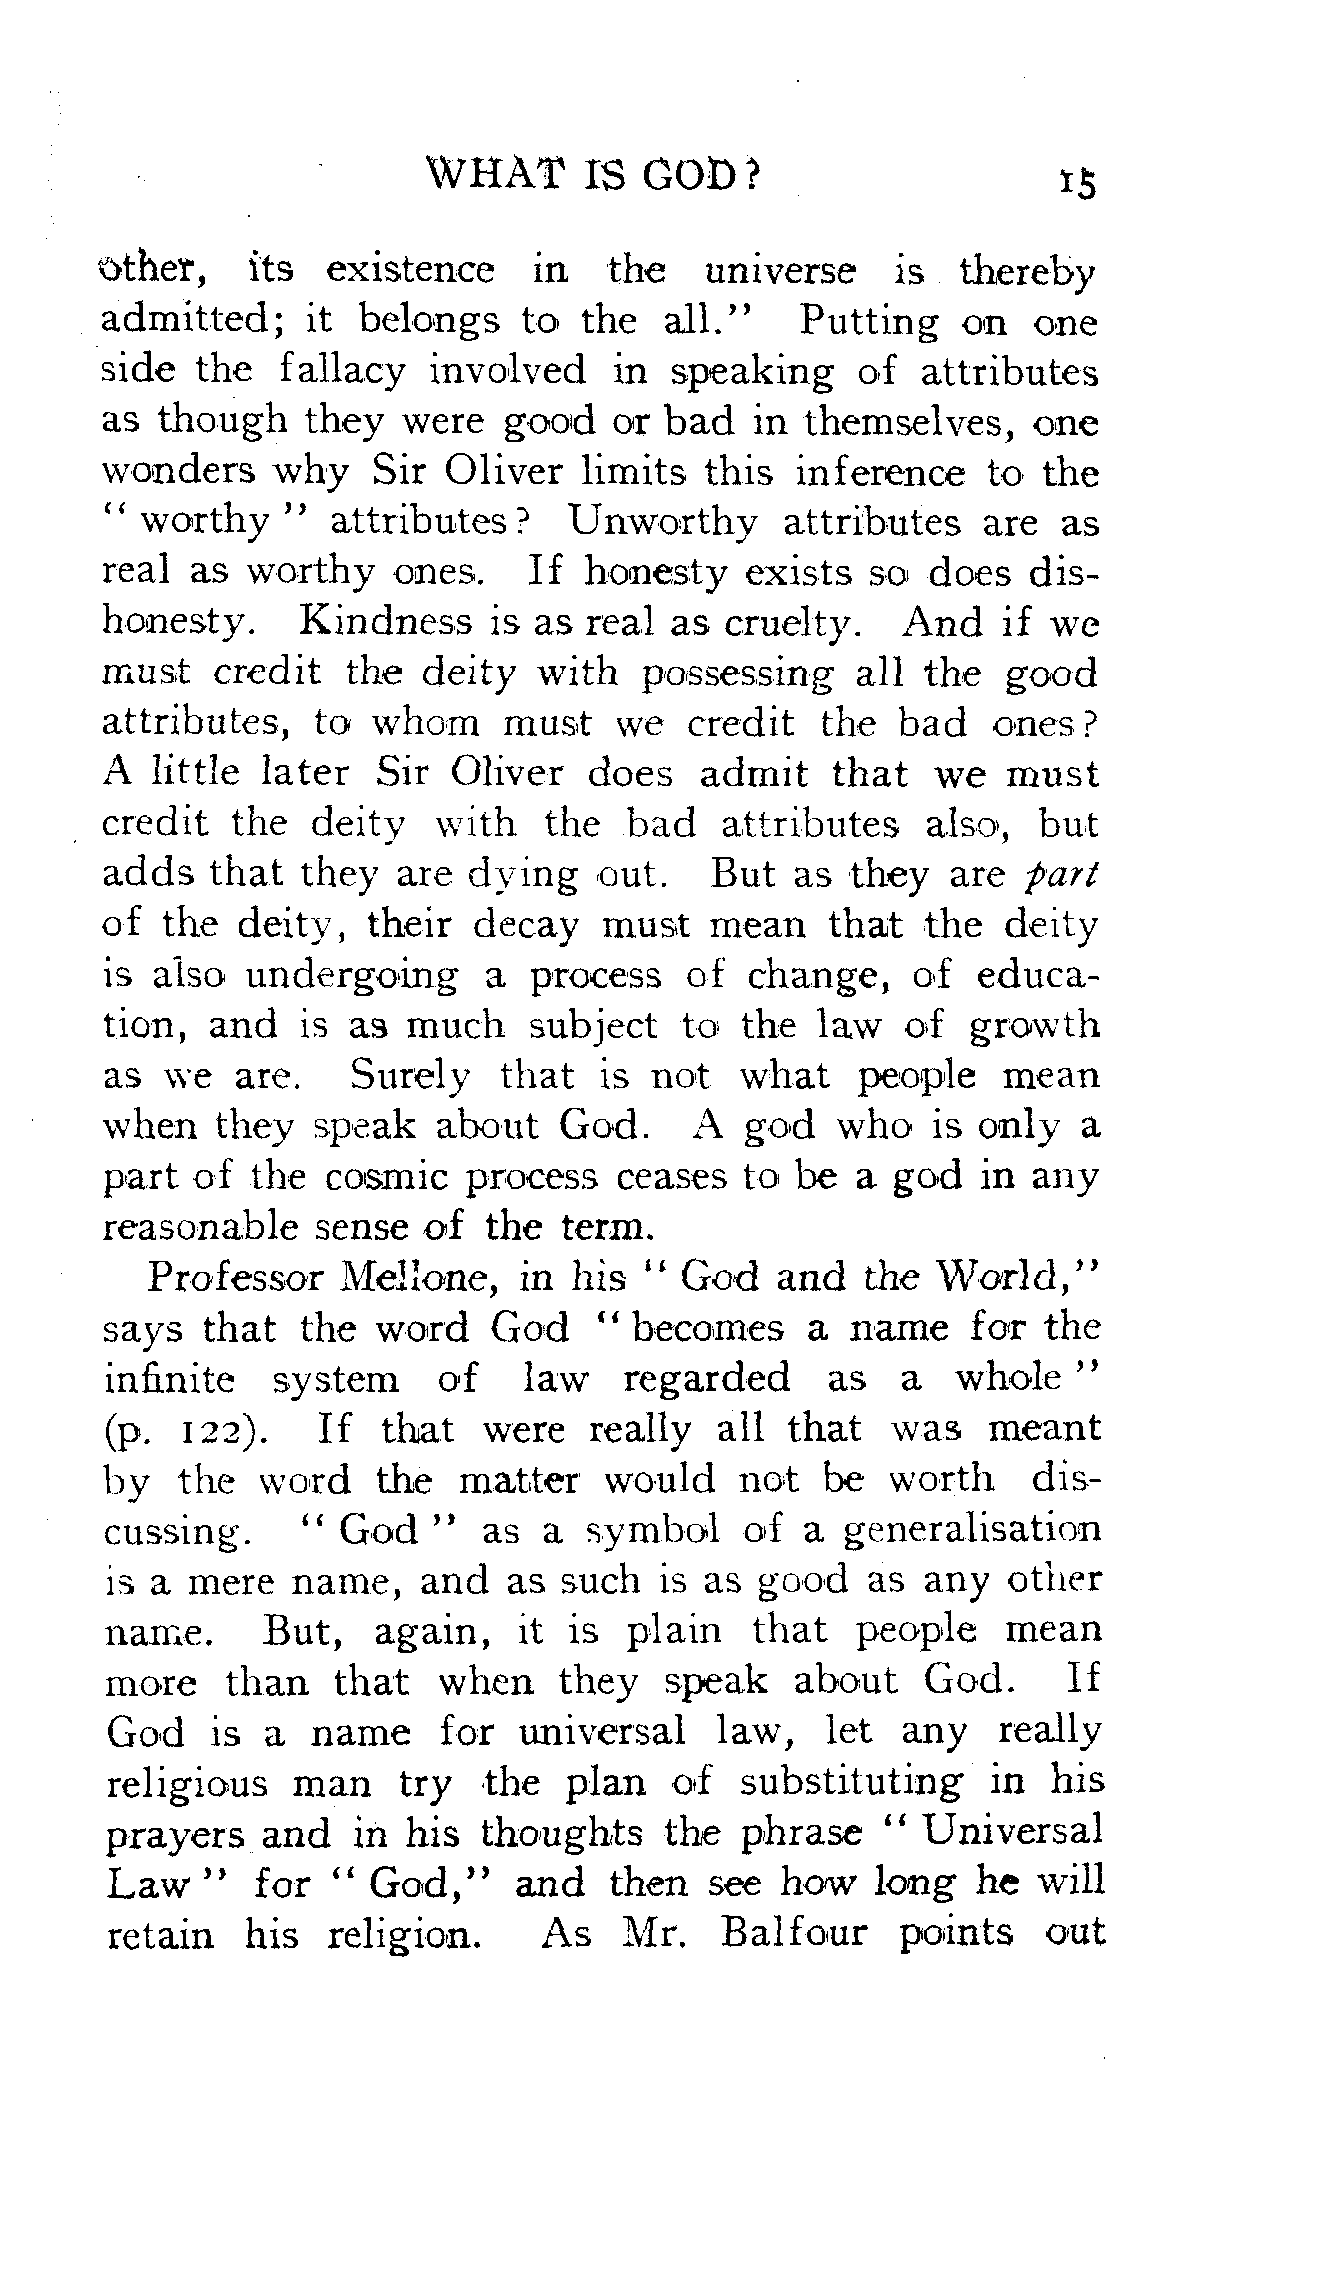 WHAT IS GOD? 15
other, its existence in the universe is thereby
admitted; it belongs to the all.” Putting on one
side the fallacy involved in speaking of attributes
as though they were good or bad in themselves, one
wonders why Sir Oliver limits this inference to the
“ worthy ” attributes? Unworthy attributes are as
real as worthy ones. If honesty exists so does dis-
honesty. Kindness is as real as cruelty. And if we
must credit the deity with possessing all the good
attributes, to whom must we credit the bad ones?
A little later Sir Oliver does admit that we must
credit the deity with the bad attributes also, but
adds that they are dying out. But as they are part
of the deity, their decay must mean that the deity
is also undergoing a process of change, of educa-
tion, and is as much subject to the law of growth
as we are. Surely that is not what people mean
when they speak about God. A god who is only a
part of the cosmic process ceases to be a god in any
reasonable sense of the term.
Professor Mellone, in his “ God and the World,”
says that the word God “ becomes a name for the
infinite system of law regarded as a whole ”
(p. 122). If that were really all that was meant
by the word the matter would not be worth dis-
cussing. “ God ” as a symbol of a generalisation
is a mere name, and as such is as good as any other
name. But, again, it is plain that people mean
more than that when they speak about God. If
God is a name for universal law, let any really
religious man try the plan of substituting in his
prayers and in his thoughts the phrase “ Universal
Law ” for “ God,” and then see how long he will
retain his religion. As Mr. Balfour points out